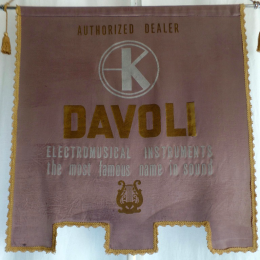 AUTHORIZED DEALER
K
DAVOLI
ELECTROMUSICAL INSTRUMENTS
the most famous name in sound